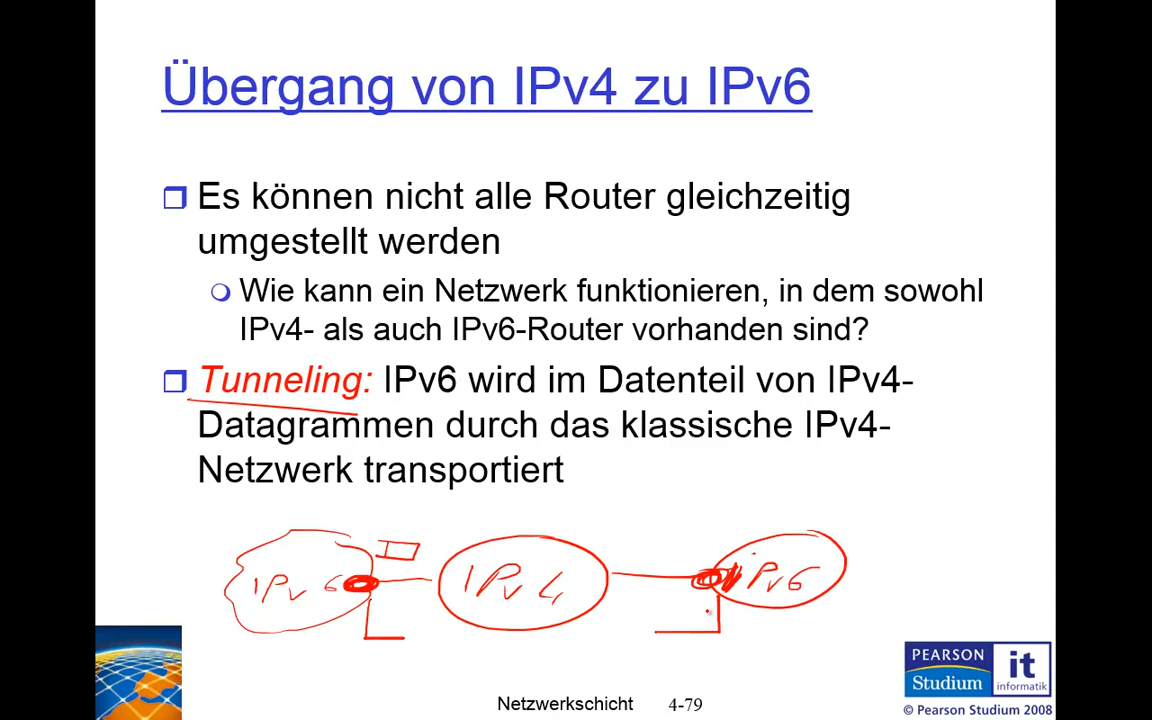 Übergang von IPv4 zu IPv6
Es können nicht alle Router gleichzeitig
umgestellt werden
Wie kann ein Netzwerk funktionieren, in dem sowohl
IPv4- als auch IPv6-Router vorhanden sind?
Tunneling: IPv6 wird im Datenteil von IPv4-
Datagrammen durch das klassische IPv4-
Netzwerk transportiert
IPv6 IPv4 IPv6
PEARSON
Studium
it
informatik
Netzwerkschicht 4-79
© Pearson Studium 2008